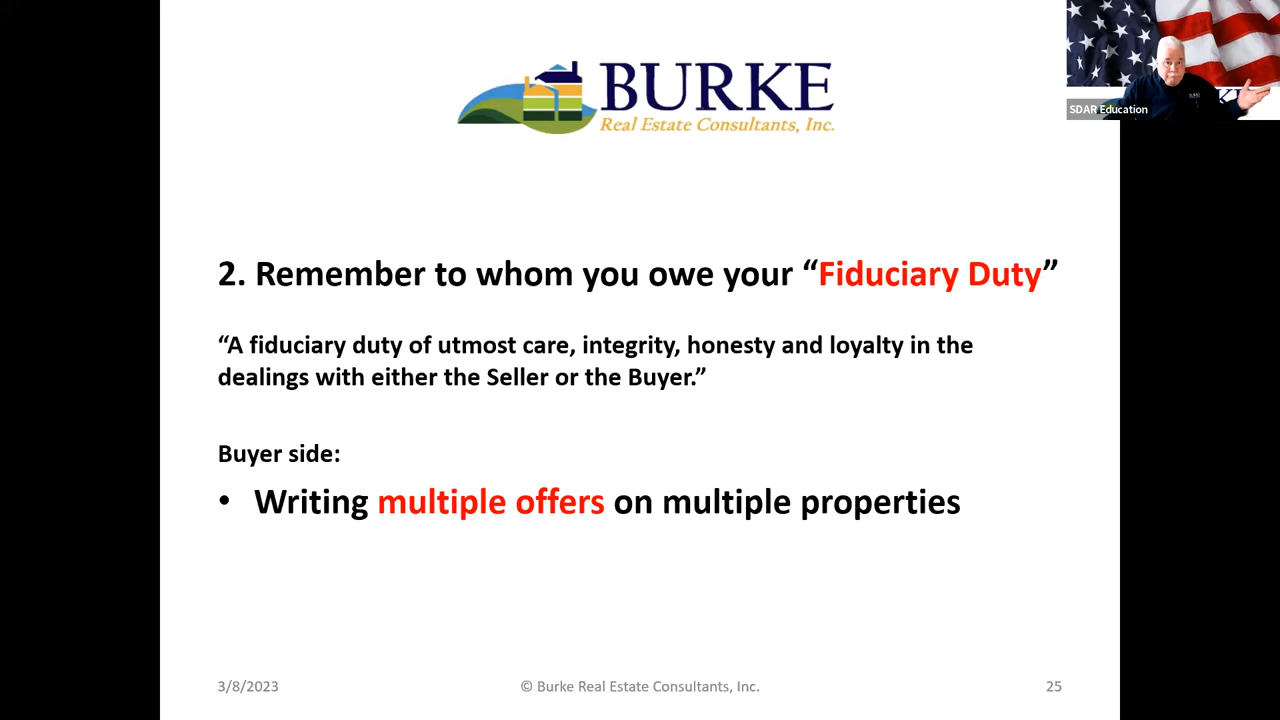 BURKE
Real Estate Consultants, Inc.
SDAR Education
2. Remember to whom you owe your “Fiduciary Duty”
“A fiduciary duty of utmost care, integrity, honesty and loyalty in the
dealings with either the Seller or the Buyer.”
Buyer side:
• Writing multiple offers on multiple properties
3/8/2023
© Burke Real Estate Consultants, Inc.
25